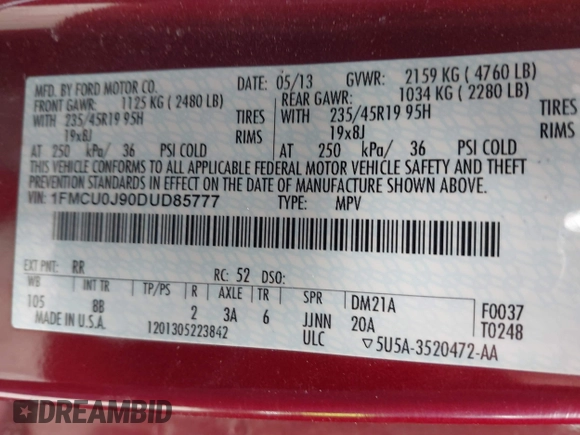 MFD. BY FORD MOTOR CO. DATE: 05/13 GVWR: 2159 KG ( 4760 LB)
FRONT GAWR: 1125 KG ( 2480 LB) REAR GAWR: 1034 KG ( 2280 LB)
WITH 235/45R19 95H TIRES WITH 235/45R19 95H TIRES
19x8J RIMS 19x8J RIMS
AT 250 kPa/ 36 PSI COLD AT 250 kPa/ 36 PSI COLD
THIS VEHICLE CONFORMS TO ALL APPLICABLE FEDERAL MOTOR VEHICLE SAFETY AND THEFT
PREVENTION STANDARDS IN EFFECT ON THE DATE OF MANUFACTURE SHOWN ABOVE.
VIN: 1FMCU0J90DUD85777 TYPE: MPV
EXT PNT: RR RC: 52 DSO:
WB INT TR TP/PS R AXLE TR SPR DM21A F0037
105 BB 2 3A 6 JJNN 20A T0248
MADE IN U.S.A. 1201305223842 ULC ▽5U5A-3520472-AA
DREAMBID